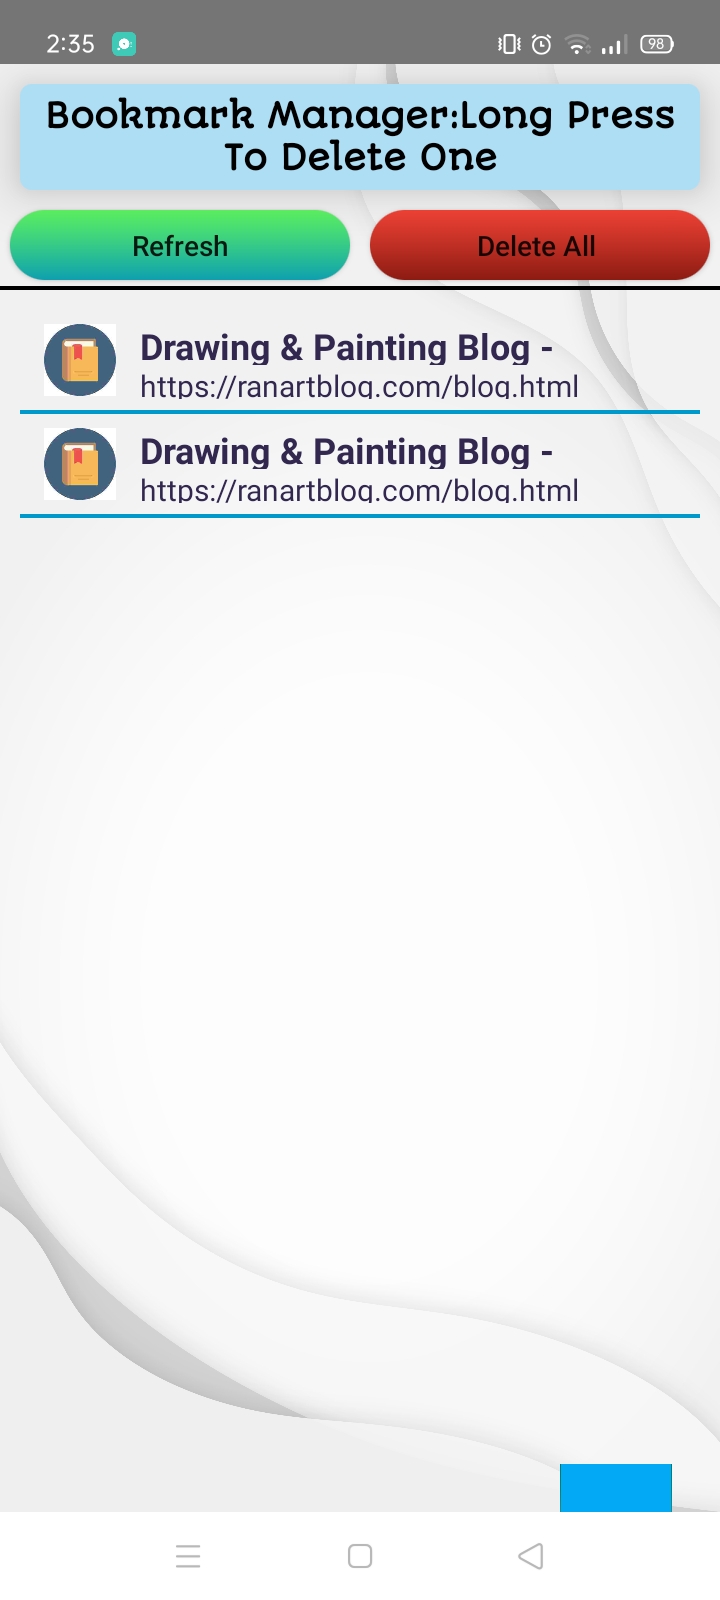 2:35
98
Bookmark Manager:Long Press
To Delete One
Refresh
Delete All
Drawing & Painting Blog -
https://ranartblog.com/blog.html
Drawing & Painting Blog -
https://ranartblog.com/blog.html